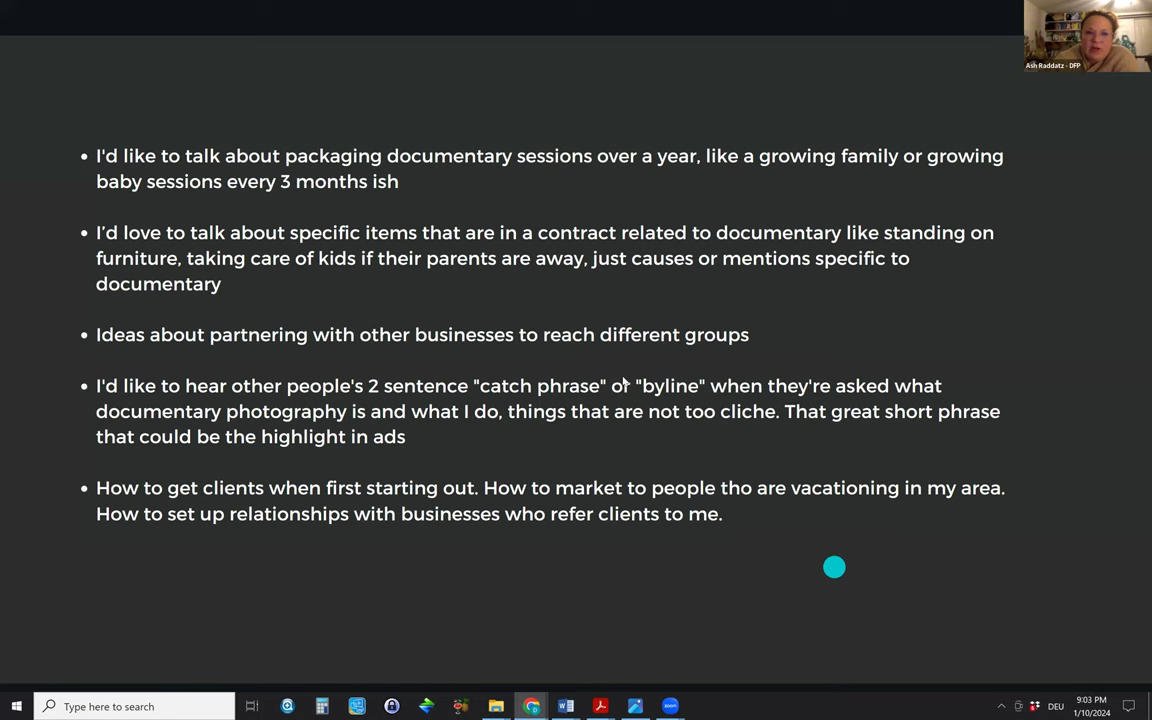 Ash Raddatz - DFP
• I'd like to talk about packaging documentary sessions over a year, like a growing family or growing
baby sessions every 3 months ish
• I'd love to talk about specific items that are in a contract related to documentary like standing on
furniture, taking care of kids if their parents are away, just causes or mentions specific to
documentary
• Ideas about partnering with other businesses to reach different groups
• I'd like to hear other people's 2 sentence "catch phrase" or "byline" when they're asked what
documentary photography is and what I do, things that are not too cliche. That great short phrase
that could be the highlight in ads
• How to get clients when first starting out. How to market to people tho are vacationing in my area.
How to set up relationships with businesses who refer clients to me.
Type here to search
DEU
9:03 PM
1/10/2024